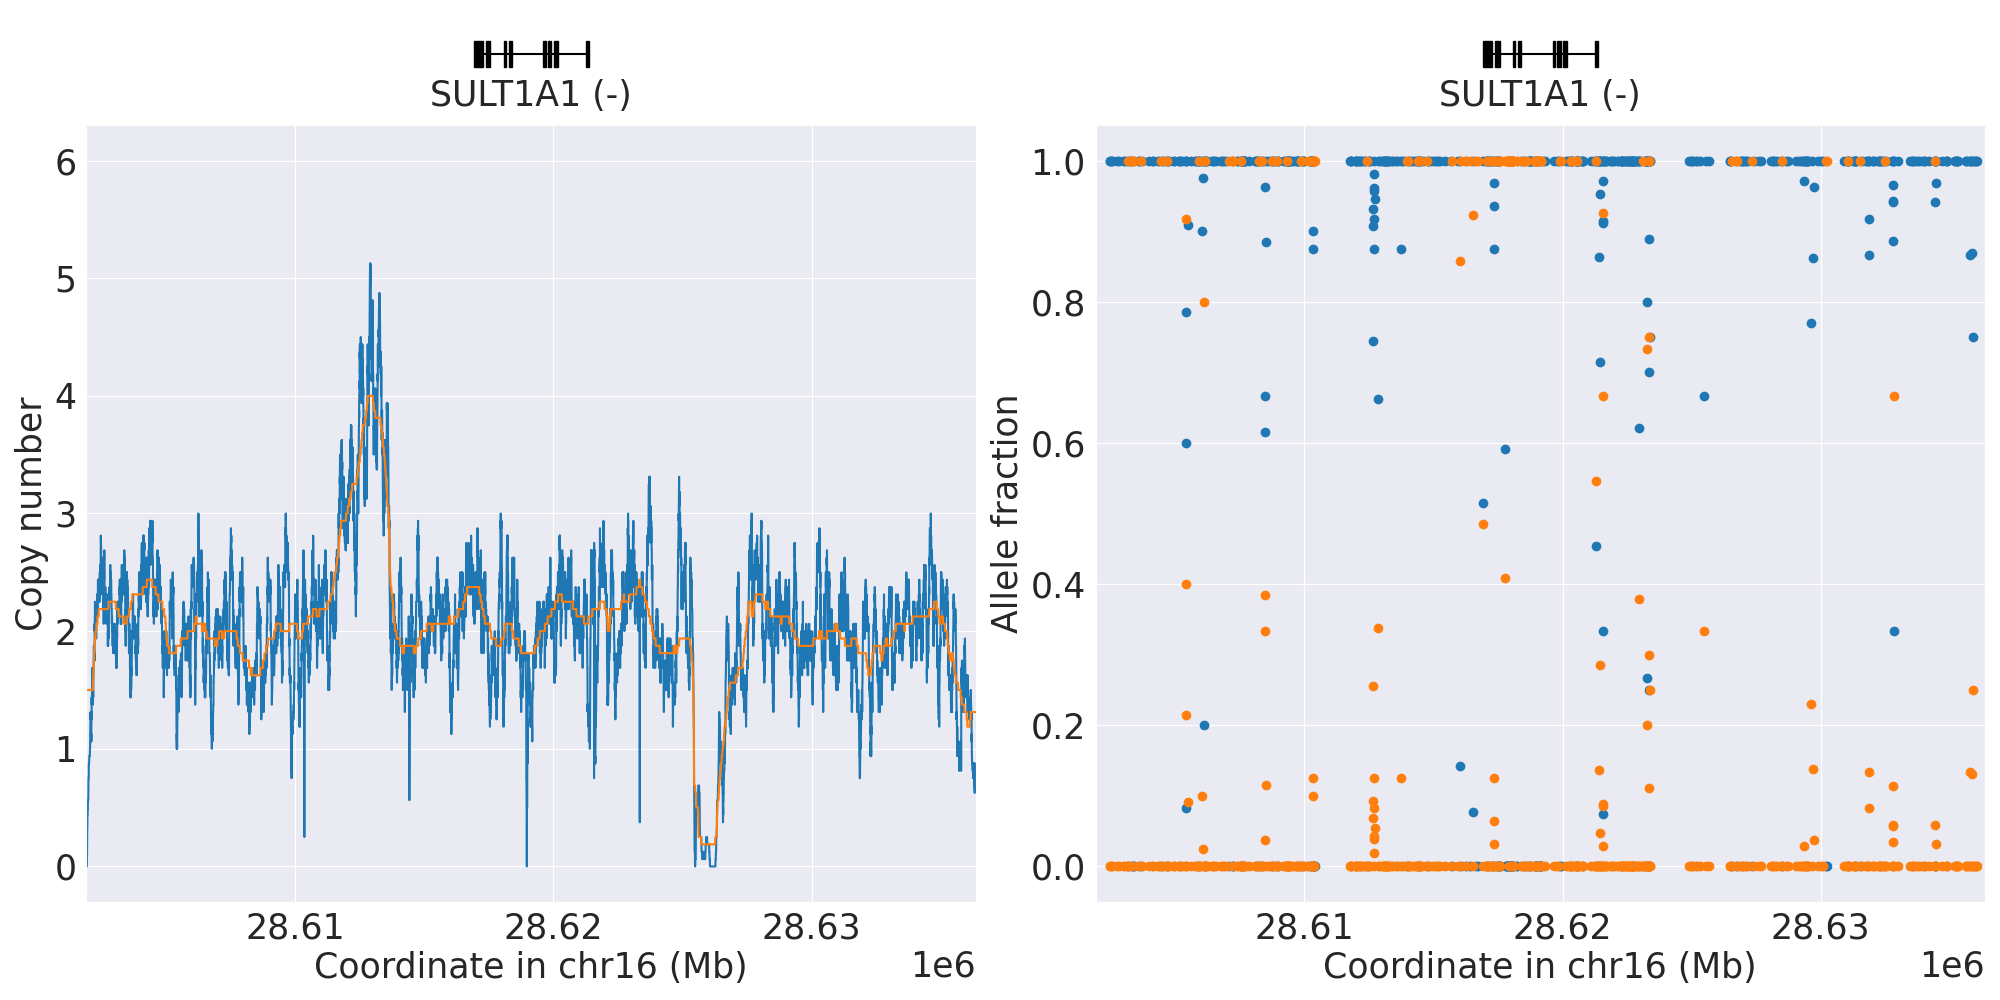 SULT1A1 (-)
6
5
4
3
2
1
0
Copy number
28.61
28.62
28.63
Coordinate in chr16 (Mb)
1e6
SULT1A1 (-)
1.0
0.8
0.6
0.4
0.2
0.0
Allele fraction
28.61
28.62
28.63
Coordinate in chr16 (Mb)
1e6